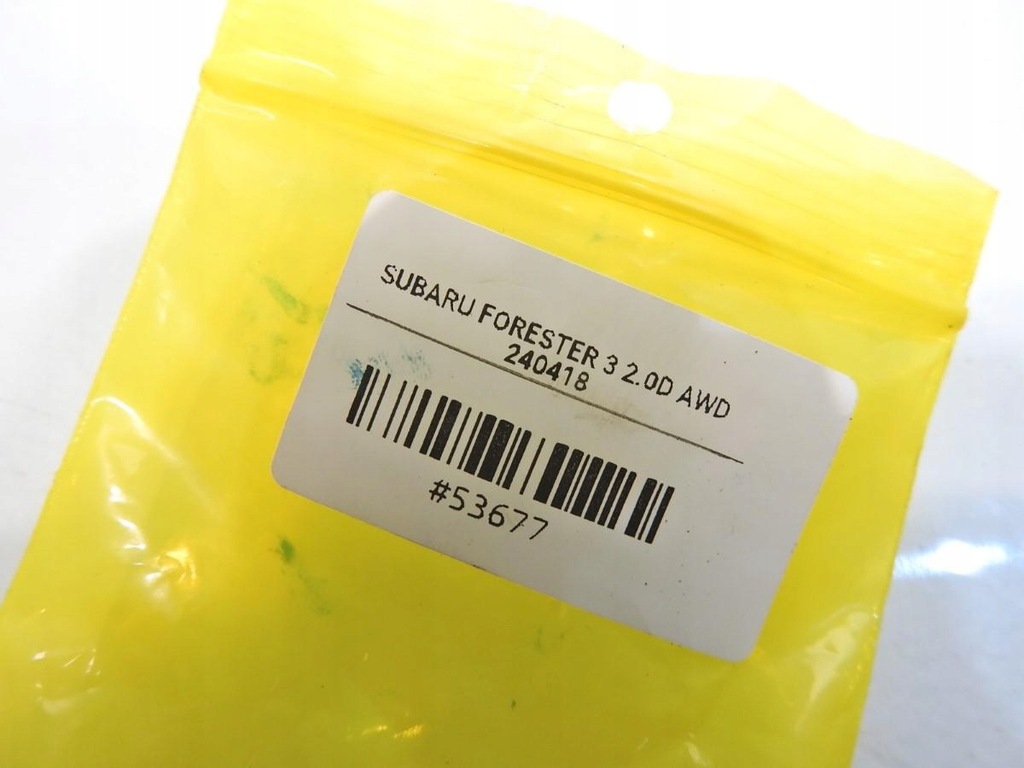 SUBARU FORESTER 3 2.0D AWD
240418
#53677